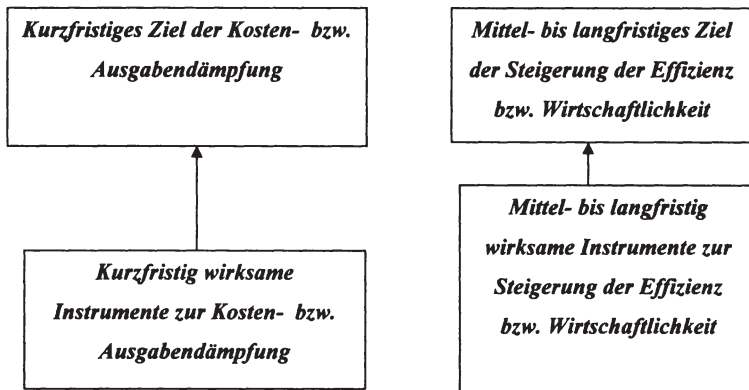 Kurzfristiges Ziel der Kosten- bzw.
Ausgabendämpfung
Mittel- bis langfristiges Ziel
der Steigerung der Effizienz
bzw. Wirtschaftlichkeit
Kurzfristig wirksame
Instrumente zur Kosten- bzw.
Ausgabendämpfung
Mittel- bis langfristig
wirksame Instrumente zur
Steigerung der Effizienz
bzw. Wirtschaftlichkeit